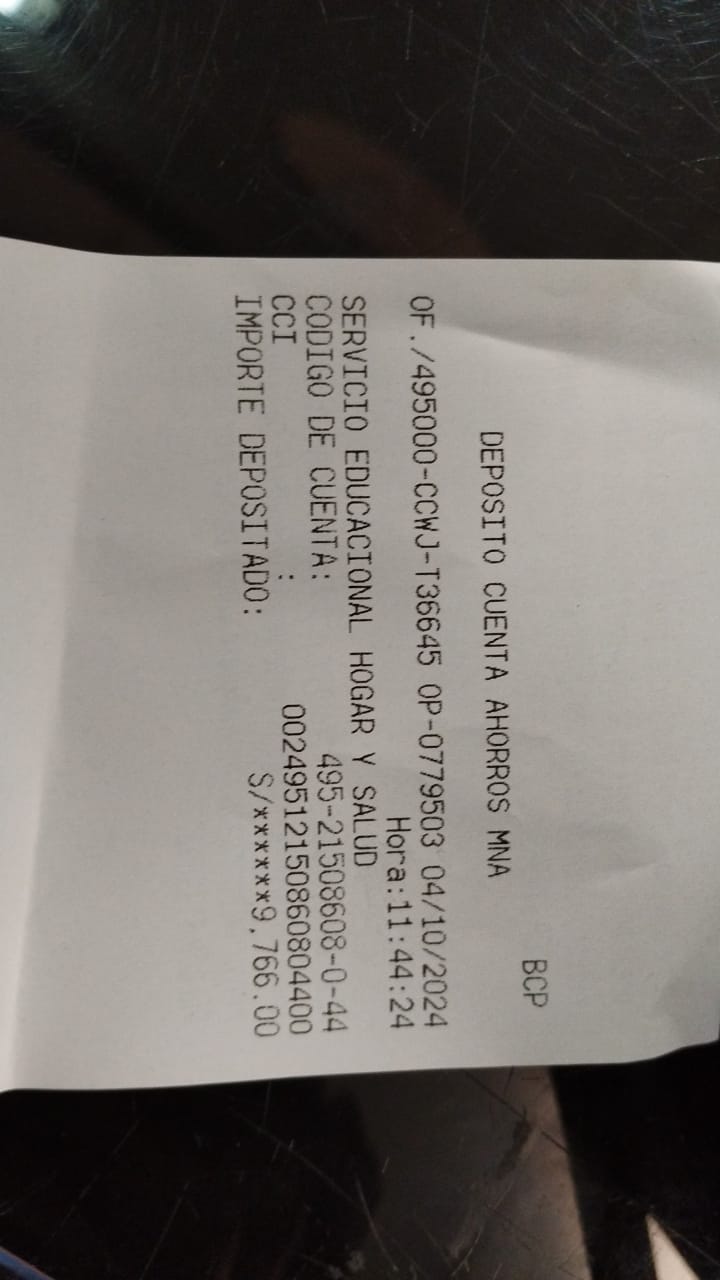 BCP
DEPOSITO CUENTA AHORROS MNA
OF./495000-CCWJ-T36645 OP-0779503 04/10/2024
Hora:11:44:24
SERVICIO EDUCACIONAL HOGAR Y SALUD
CODIGO DE CUENTA: 495-21508608-0-44
CCI : 00249512150860804400
IMPORTE DEPOSITADO: S/******9,766.00